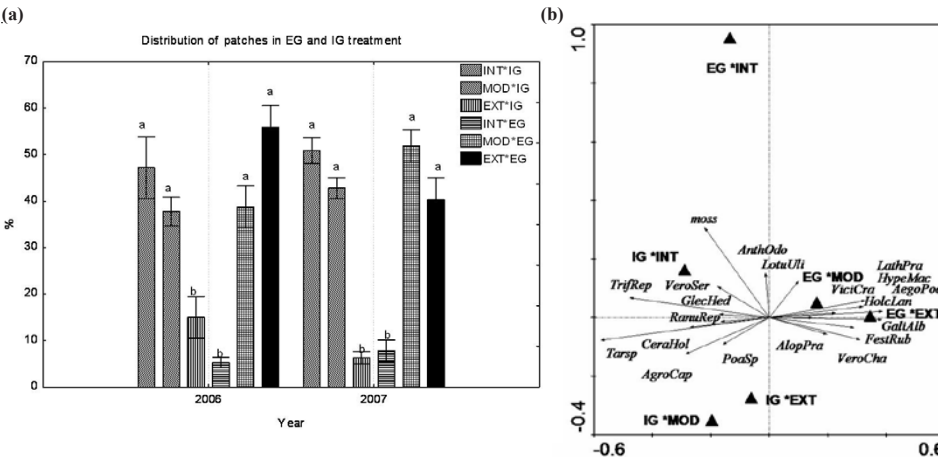 (a)
Distribution of patches in EG and IG treatment
70
60
50
40
30
20
10
0
%
INT*IG
MOD*IG
EXT*IG
INT*EG
MOD*EG
EXT*EG
a a b b a a a a b b a a
2006 2007
Year
(b)
1.0
-0.4
-0.6 0.6
EG *INT
moss
IG *INT
AnthOdo
LotuUli
EG *MOD
LathPra
HypeMac
TrifRep
VeroSer
ViciCra
AegoPod
GlecHed
HolcLan
RanuRep
EG *EXT
GaliAlb
Tarsp
CeraHol
PoaSp
AlopPra
FestRub
VeroCha
AgroCap
IG *EXT
IG *MOD